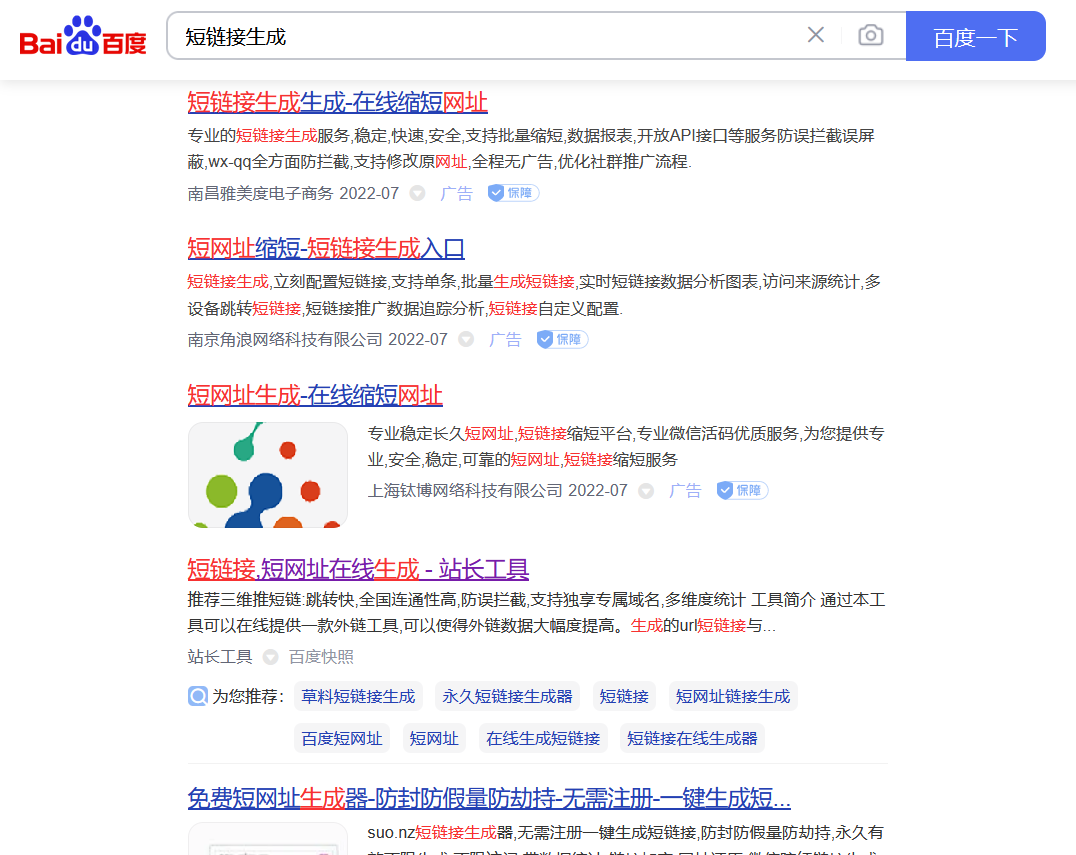 Bai du 百度 短链接生成 百度一下
短链接生成生成-在线缩短网址
专业的短链接生成服务,稳定,快速,安全,支持批量缩短,数据报表,开放API接口等服务防误拦截误屏
蔽,wx-qq全方面防拦截,支持修改原网址,全程无广告,优化社群推广流程.
南昌雅美度电子商务 2022-07 广告 保障
短网址缩短-短链接生成入口
短链接生成,立刻配置短链接,支持单条,批量生成短链接,实时短链接数据分析图表,访问来源统计,多
设备跳转短链接,短链接推广数据追踪分析,短链接自定义配置.
南京角浪网络科技有限公司 2022-07 广告 保障
短网址生成-在线缩短网址
专业稳定长久短网址,短链接缩短平台,专业微信活码优质服务,为您提供专
业,安全,稳定,可靠的短网址,短链接缩短服务
上海钛博网络科技有限公司 2022-07 广告 保障
短链接,短网址在线生成 - 站长工具
推荐三维推短链:跳转快,全国连通性高,防误拦截,支持独享专属域名,多维度统计 工具简介 通过本工
具可以在线提供一款外链工具,可以使得外链数据大幅度提高。生成的url短链接与...
站长工具 百度快照
为您推荐: 草料短链接生成 永久短链接生成器 短链接 短网址链接生成
百度短网址 短网址 在线生成短链接 短链接在线生成器
免费短网址生成器-防封防假量防劫持-无需注册-一键生成短...
suo.nz短链接生成器,无需注册一键生成短链接,防封防假量防劫持,永久有